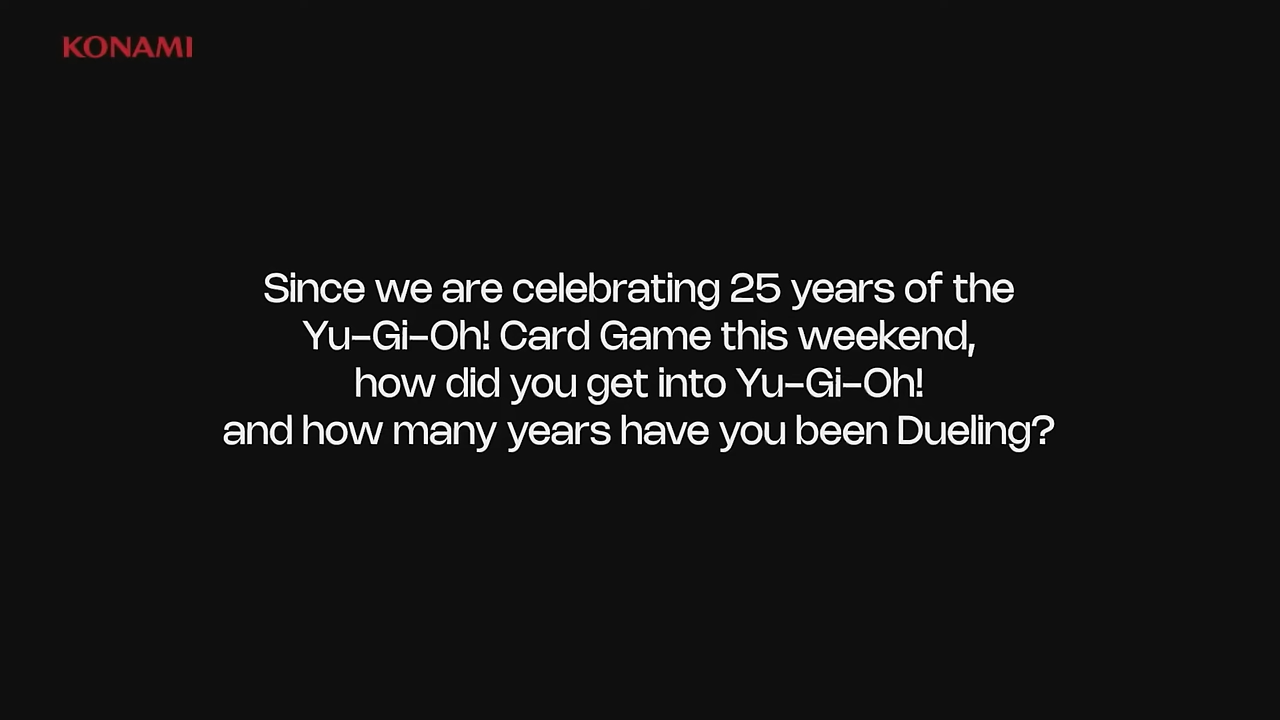 KONAMI
Since we are celebrating 25 years of the
Yu-Gi-Oh! Card Game this weekend,
how did you get into Yu-Gi-Oh!
and how many years have you been Dueling?